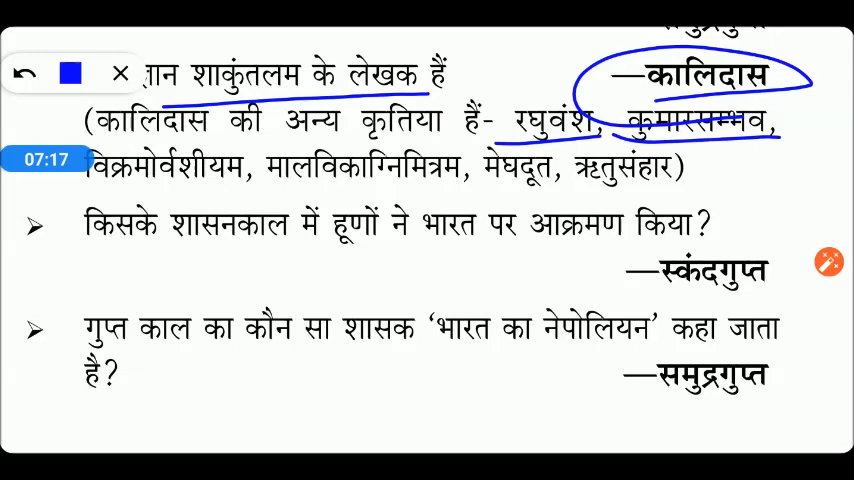 शाकुंतलम के लेखक हैं —कालिदास
(कालिदास की अन्य कृतिया हैं- रघुवंश, कुमारसम्भव,
07:17
विक्रमोर्वशीयम, मालविकाग्निमित्रम, मेघदूत, ऋतुसंहार)
➢ किसके शासनकाल में हूणों ने भारत पर आक्रमण किया?
—स्कंदगुप्त
➢ गुप्त काल का कौन सा शासक ‘भारत का नेपोलियन’ कहा जाता
है? —समुद्रगुप्त